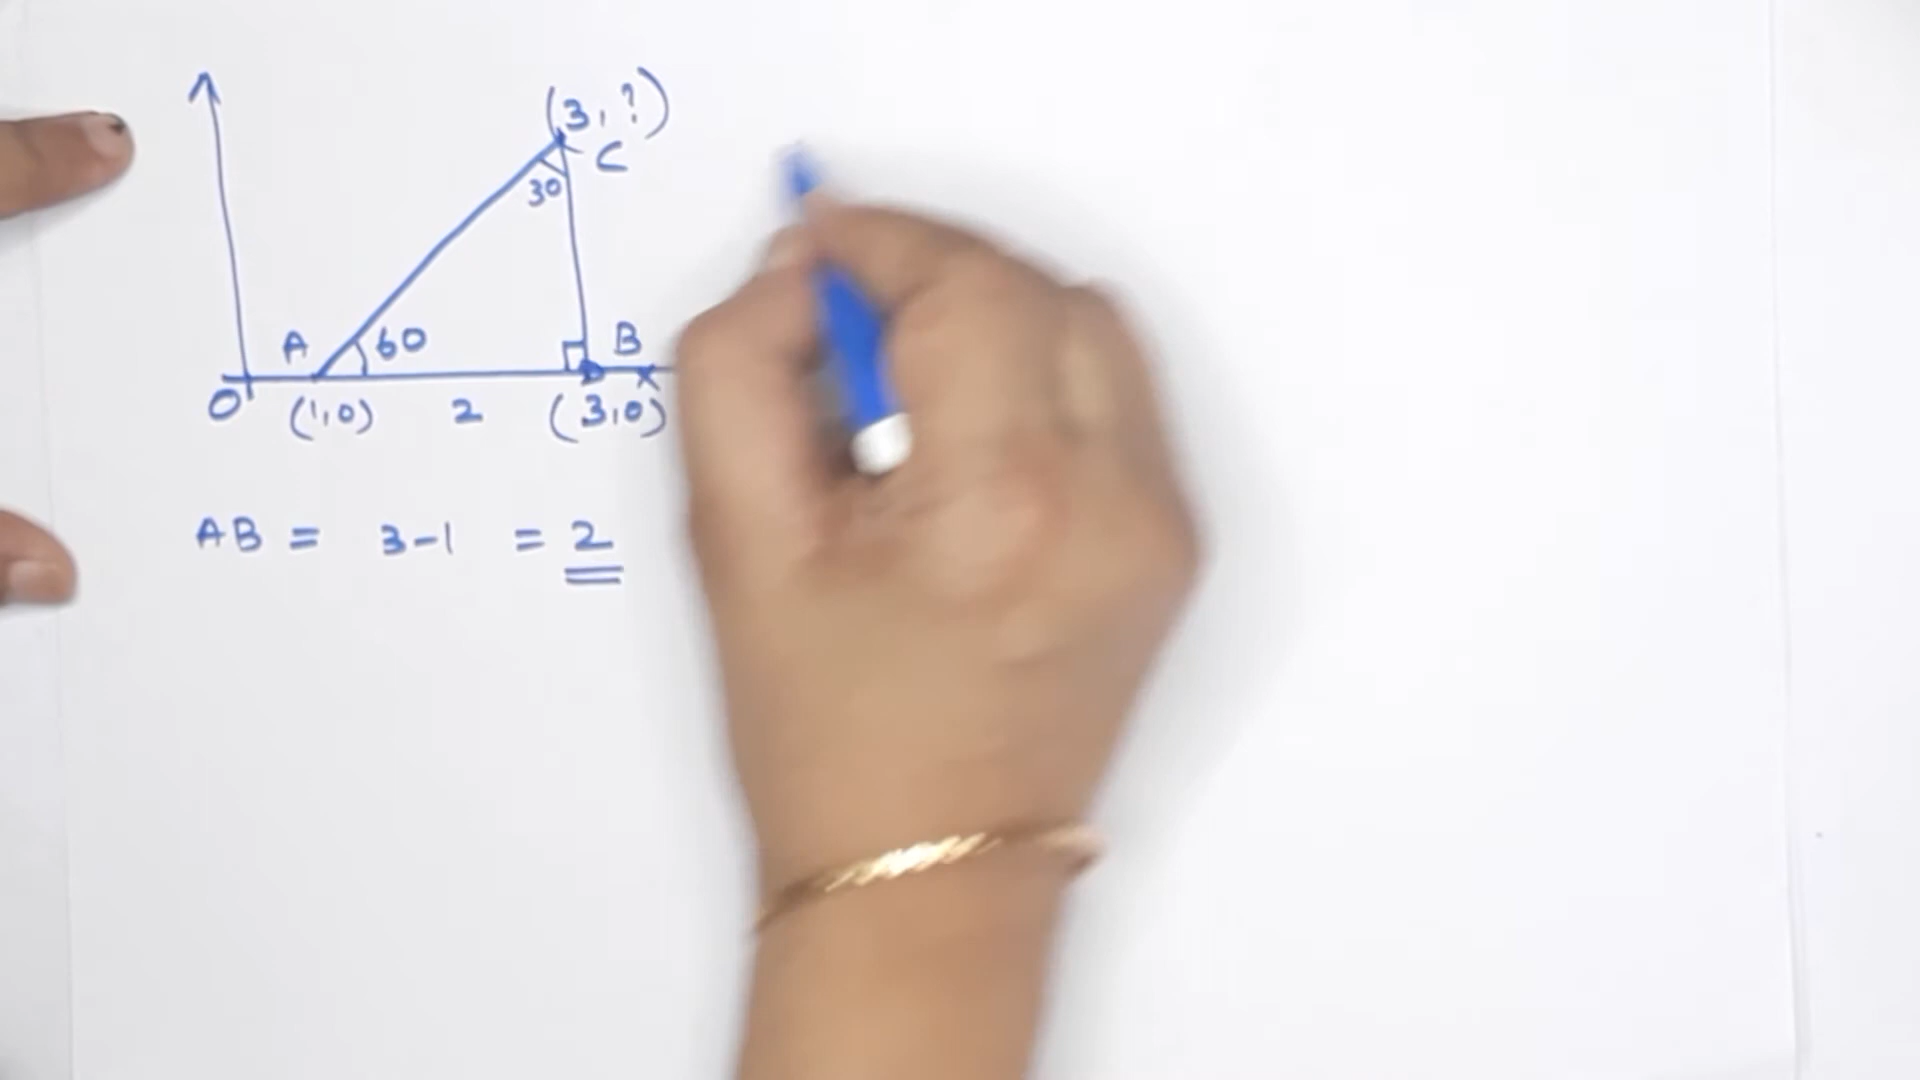 (3, ?)
C
30
A 60 B
O (1,0) 2 (3,0) x
AB = 3-1 = 2